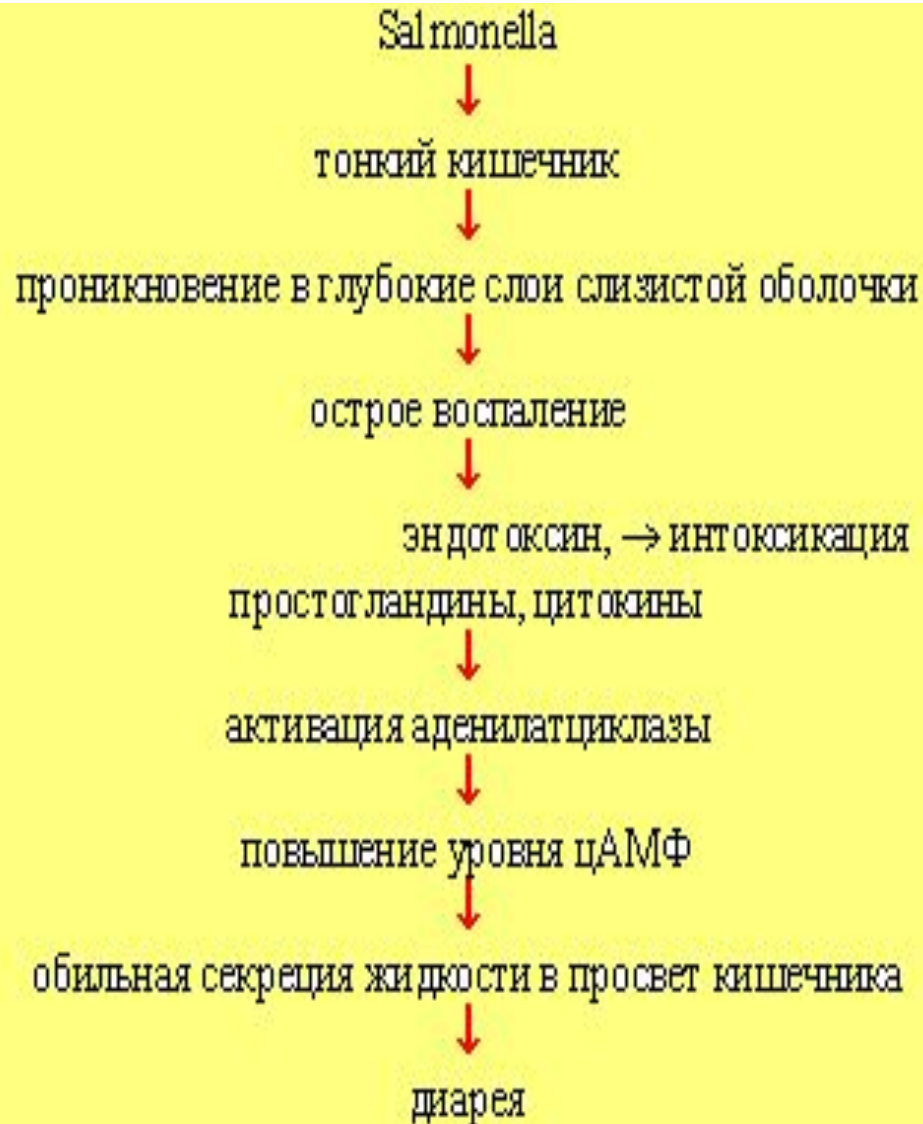 Salmonella
тонкий кишечник
проникновение в глубокие слои слизистой оболочки
острое воспаление
эндотоксин, → интоксикация
простогландины, цитокины
активация аденилатциклазы
повышение уровня цАМФ
обильная секреция жидкости в просвет кишечника
диарея